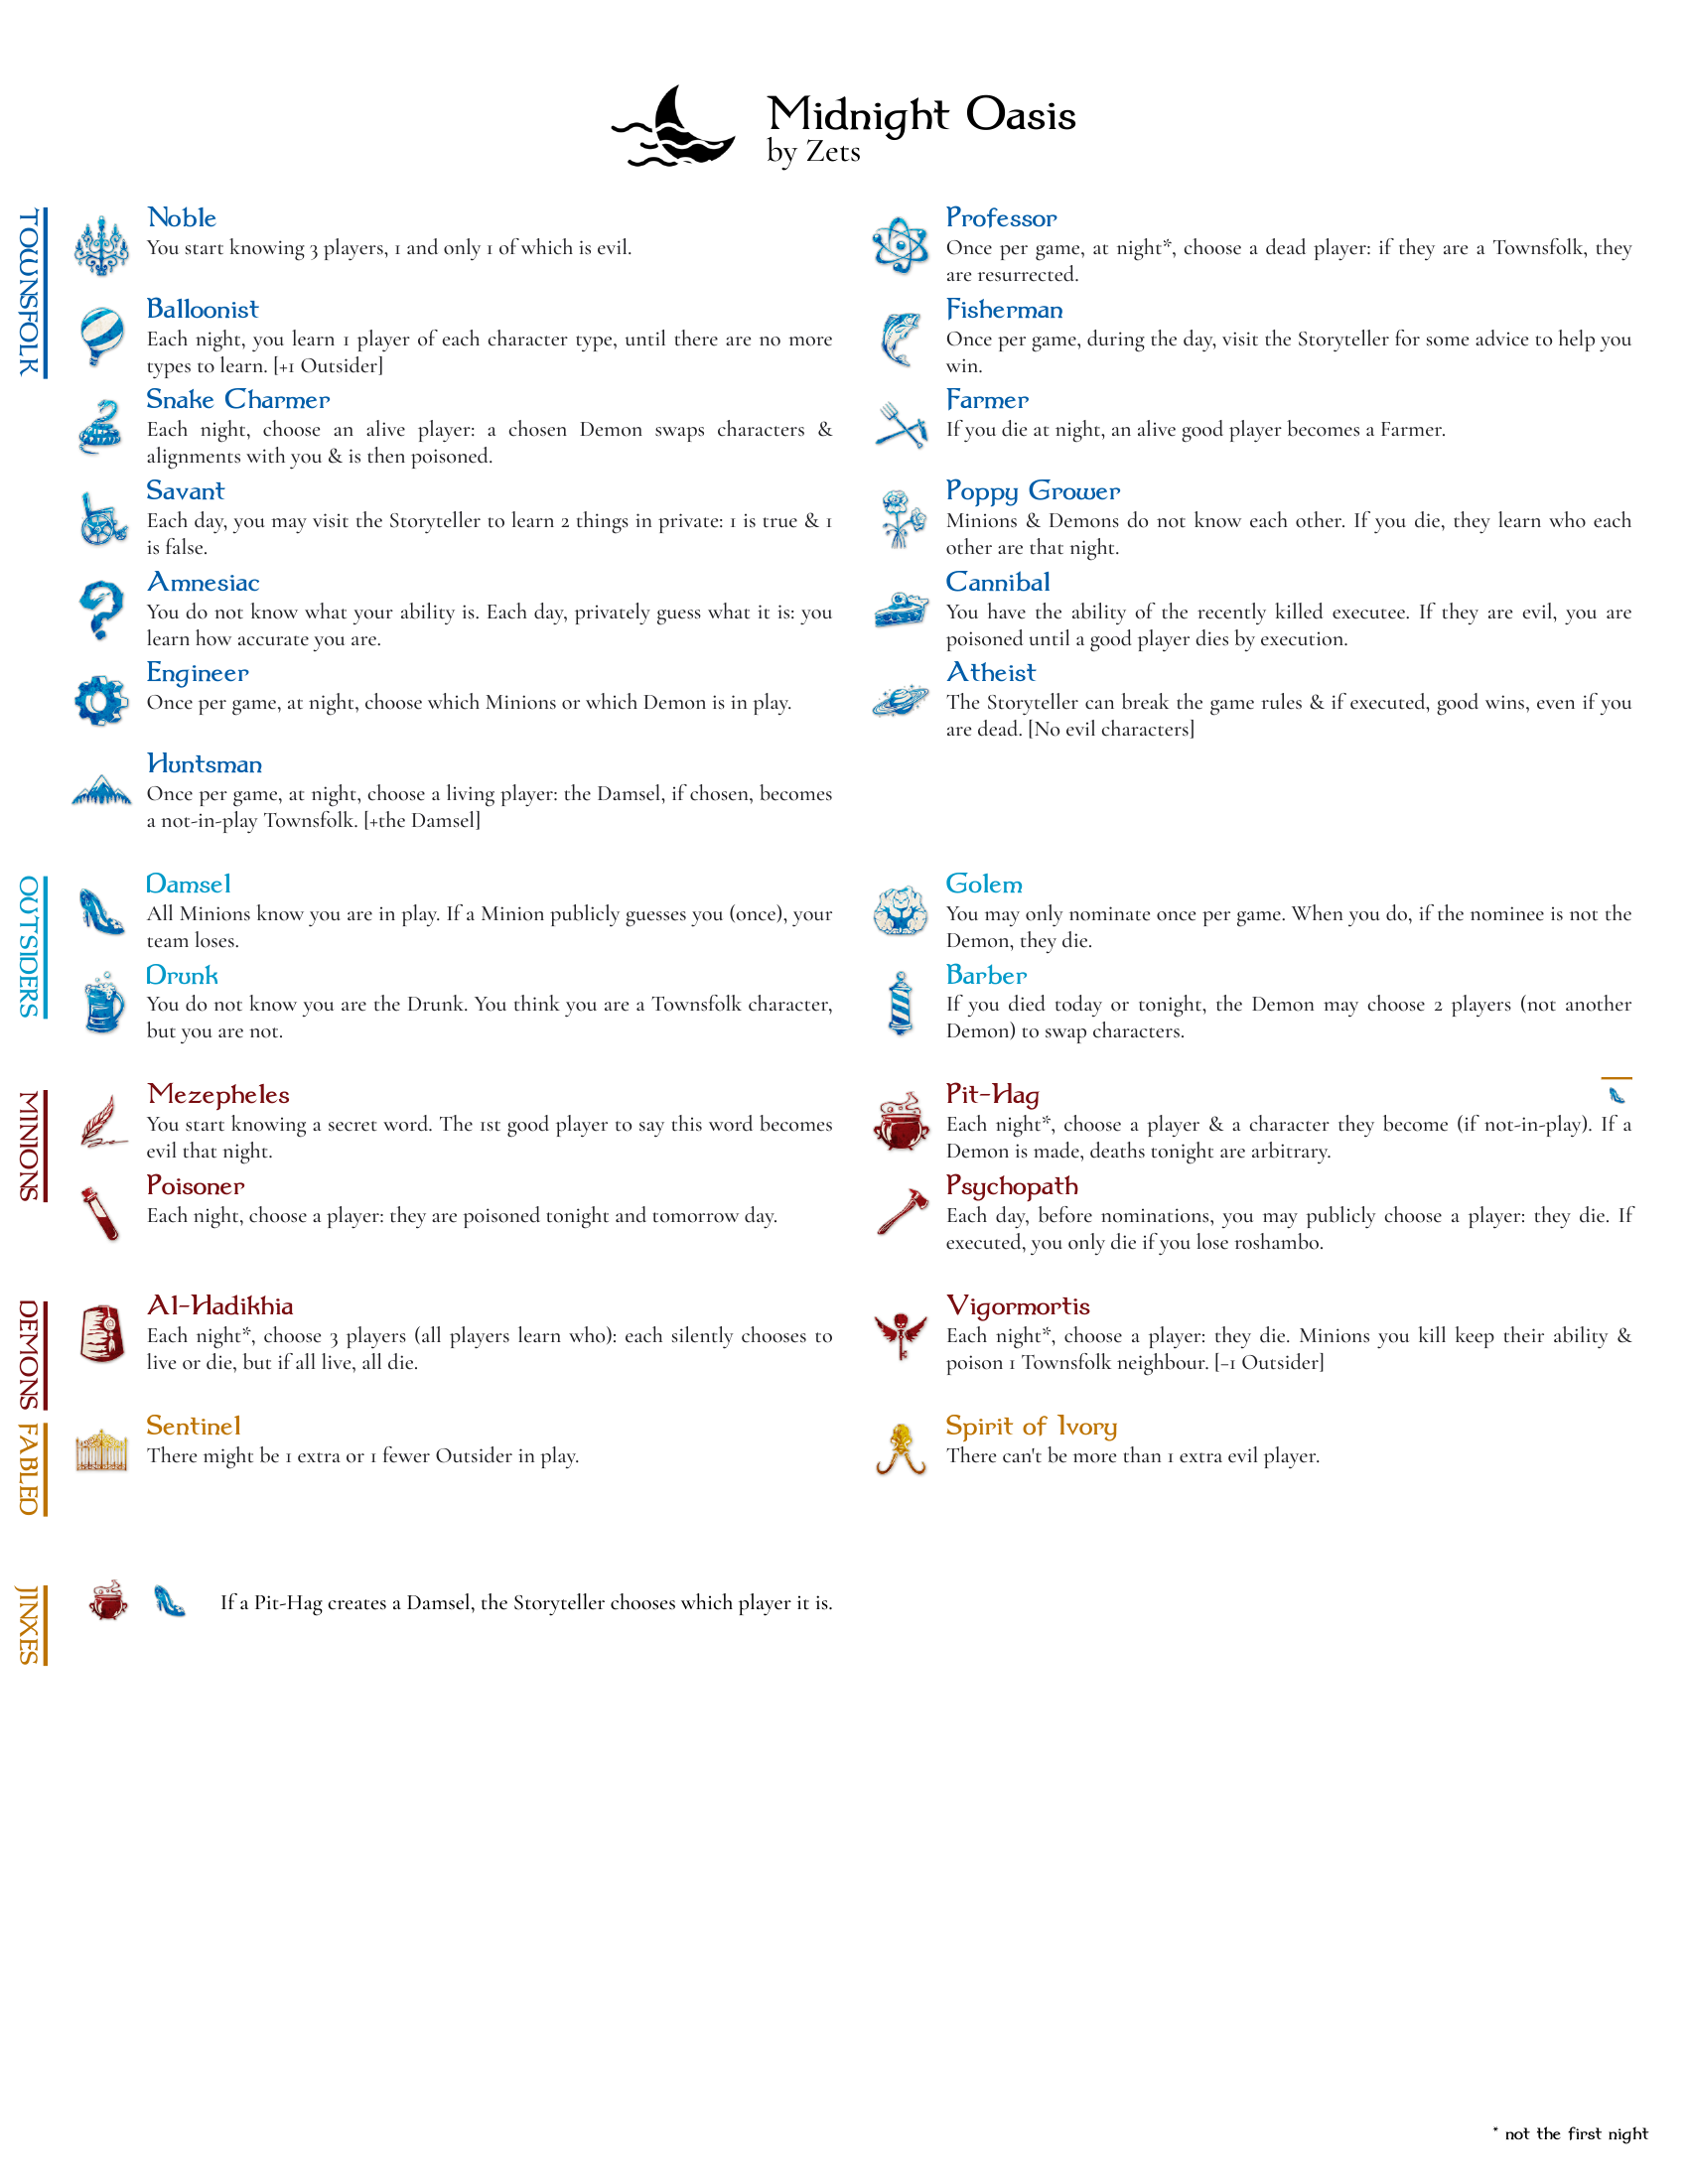 Midnight Oasis
by Zets
TOWNSFOLK
Noble
You start knowing 3 players, 1 and only 1 of which is evil.
Balloonist
Each night, you learn 1 player of each character type, until there are no more
types to learn. [+1 Outsider]
Snake Charmer
Each night, choose an alive player: a chosen Demon swaps characters &
alignments with you & is then poisoned.
Savant
Each day, you may visit the Storyteller to learn 2 things in private: 1 is true & 1
is false.
Amnesiac
You do not know what your ability is. Each day, privately guess what it is: you
learn how accurate you are.
Engineer
Once per game, at night, choose which Minions or which Demon is in play.
Huntsman
Once per game, at night, choose a living player: the Damsel, if chosen, becomes
a not-in-play Townsfolk. [+the Damsel]
Professor
Once per game, at night*, choose a dead player: if they are a Townsfolk, they
are resurrected.
Fisherman
Once per game, during the day, visit the Storyteller for some advice to help you
win.
Farmer
If you die at night, an alive good player becomes a Farmer.
Poppy Grower
Minions & Demons do not know each other. If you die, they learn who each
other are that night.
Cannibal
You have the ability of the recently killed executee. If they are evil, you are
poisoned until a good player dies by execution.
Atheist
The Storyteller can break the game rules & if executed, good wins, even if you
are dead. [No evil characters]
OUTSIDERS
Damsel
All Minions know you are in play. If a Minion publicly guesses you (once), your
team loses.
Drunk
You do not know you are the Drunk. You think you are a Townsfolk character,
but you are not.
Golem
You may only nominate once per game. When you do, if the nominee is not the
Demon, they die.
Barber
If you died today or tonight, the Demon may choose 2 players (not another
Demon) to swap characters.
MINIONS
Mezepheles
You start knowing a secret word. The 1st good player to say this word becomes
evil that night.
Poisoner
Each night, choose a player: they are poisoned tonight and tomorrow day.
Pit-Hag
Each night*, choose a player & a character they become (if not-in-play). If a
Demon is made, deaths tonight are arbitrary.
Psychopath
Each day, before nominations, you may publicly choose a player: they die. If
executed, you only die if you lose roshambo.
DEMONS
Al-Hadikhia
Each night*, choose 3 players (all players learn who): each silently chooses to
live or die, but if all live, all die.
Vigormortis
Each night*, choose a player: they die. Minions you kill keep their ability &
poison 1 Townsfolk neighbour. [-1 Outsider]
FABLED
Sentinel
There might be 1 extra or 1 fewer Outsider in play.
Spirit of Ivory
There can't be more than 1 extra evil player.
JINXES
If a Pit-Hag creates a Damsel, the Storyteller chooses which player it is.
* not the first night